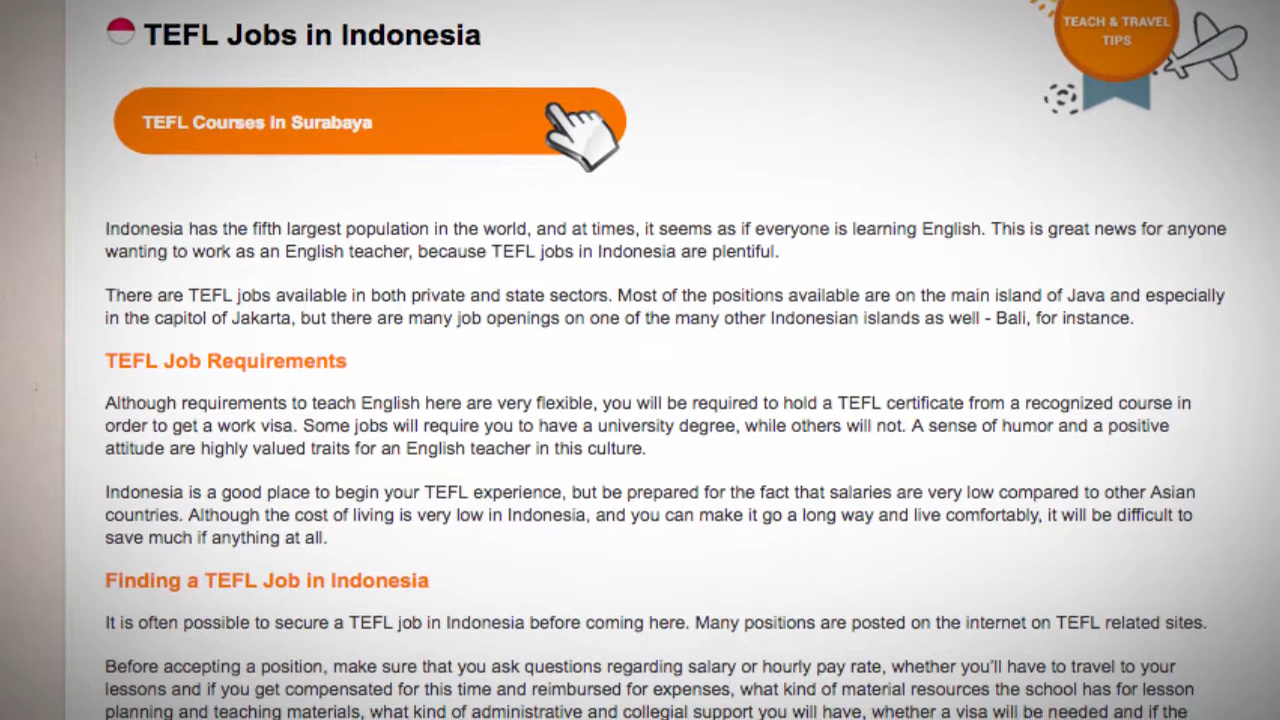 TEFL Jobs in Indonesia
TEACH & TRAVEL
TIPS
TEFL Courses in Surabaya
Indonesia has the fifth largest population in the world, and at times, it seems as if everyone is learning English. This is great news for anyone
wanting to work as an English teacher, because TEFL jobs in Indonesia are plentiful.
There are TEFL jobs available in both private and state sectors. Most of the positions available are on the main island of Java and especially
in the capitol of Jakarta, but there are many job openings on one of the many other Indonesian islands as well - Bali, for instance.
TEFL Job Requirements
Although requirements to teach English here are very flexible, you will be required to hold a TEFL certificate from a recognized course in
order to get a work visa. Some jobs will require you to have a university degree, while others will not. A sense of humor and a positive
attitude are highly valued traits for an English teacher in this culture.
Indonesia is a good place to begin your TEFL experience, but be prepared for the fact that salaries are very low compared to other Asian
countries. Although the cost of living is very low in Indonesia, and you can make it go a long way and live comfortably, it will be difficult to
save much if anything at all.
Finding a TEFL Job in Indonesia
It is often possible to secure a TEFL job in Indonesia before coming here. Many positions are posted on the internet on TEFL related sites.
Before accepting a position, make sure that you ask questions regarding salary or hourly pay rate, whether you'll have to travel to your
lessons and if you get compensated for this time and reimbursed for expenses, what kind of material resources the school has for lesson
planning and teaching materials, what kind of administrative and collegial support you will have, whether a visa will be needed and if the